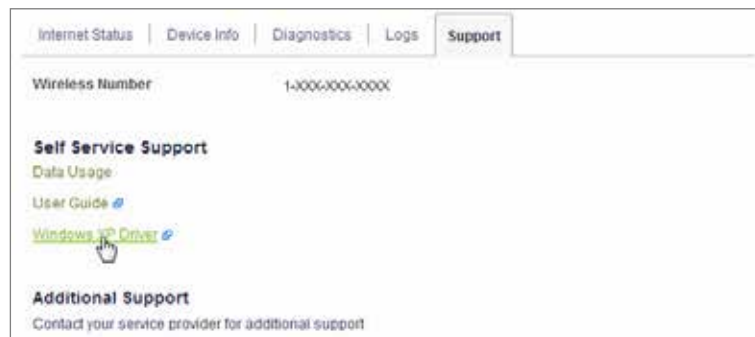 Internet Status | Device Info | Diagnostics | Logs | Support
Wireless Number 1-XXX-XXX-XXXX
Self Service Support
Data Usage
User Guide
Windows XP Driver
Additional Support
Contact your service provider for additional support